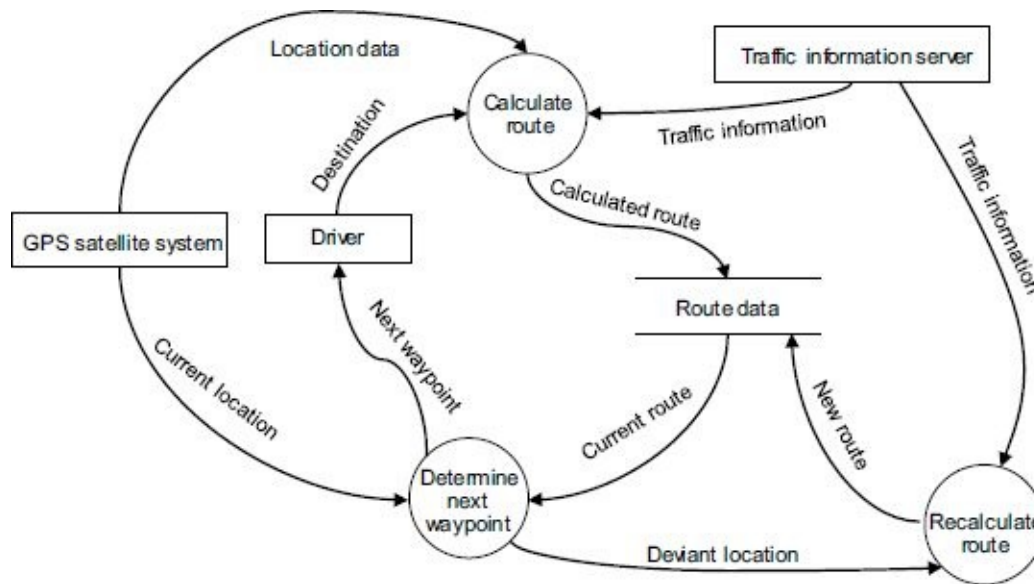 Location data
Traffic information server
Calculate
route
Traffic information
Destination
Traffic information
Calculated route
GPS satellite system
Driver
Route data
Next waypoint
Current location
Current route
New route
Determine
next
waypoint
Recalculate
route
Deviant location